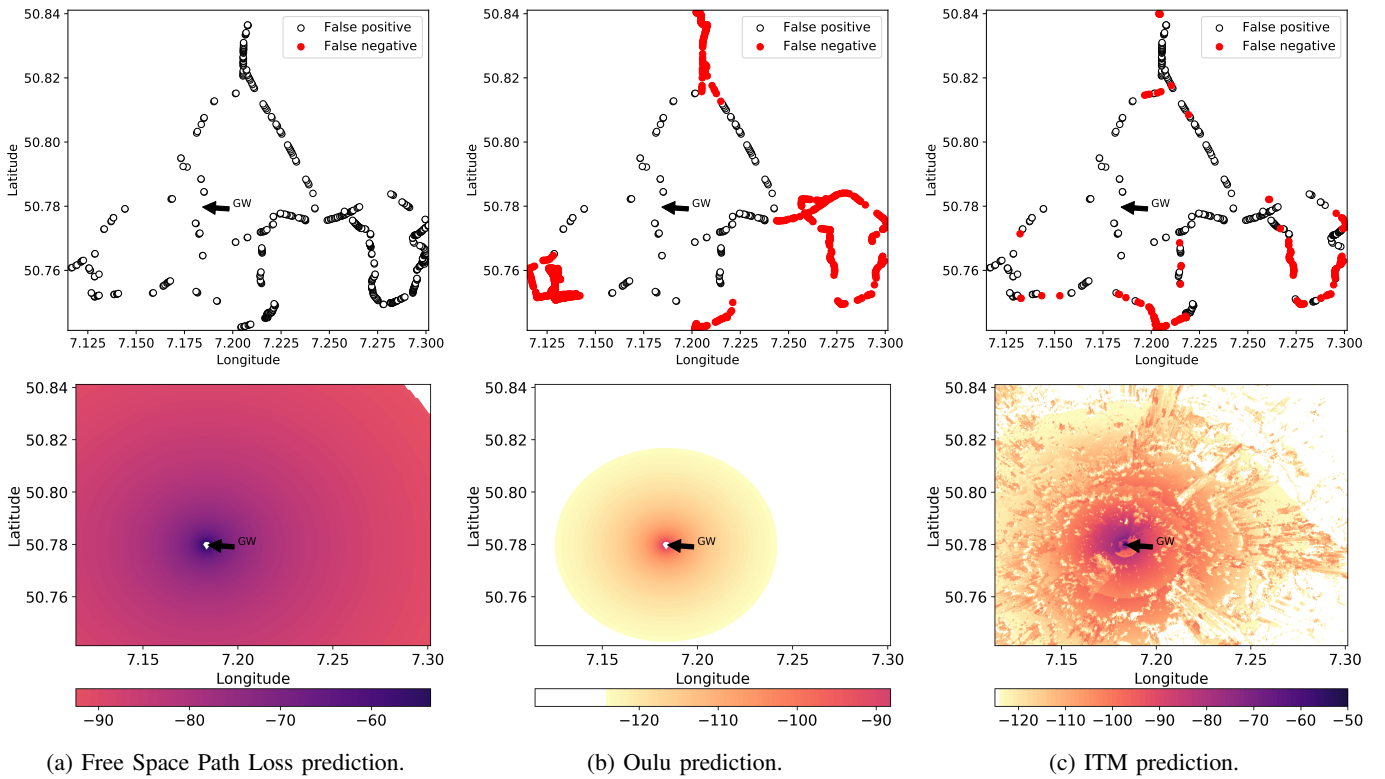 50.84
50.82
50.80
50.78
50.76
Latitude
False positive
False negative
GW
7.125 7.150 7.175 7.200 7.225 7.250 7.275 7.300
Longitude
50.84
50.82
50.80
50.78
50.76
Latitude
False positive
False negative
GW
7.125 7.150 7.175 7.200 7.225 7.250 7.275 7.300
Longitude
50.84
50.82
50.80
50.78
50.76
Latitude
False positive
False negative
GW
7.125 7.150 7.175 7.200 7.225 7.250 7.275 7.300
Longitude
50.84
50.82
50.80
50.78
50.76
Latitude
GW
7.15 7.20 7.25 7.30
Longitude
−90 −80 −70 −60
(a) Free Space Path Loss prediction.
50.84
50.82
50.80
50.78
50.76
Latitude
GW
7.15 7.20 7.25 7.30
Longitude
−120 −110 −100 −90
(b) Oulu prediction.
50.84
50.82
50.80
50.78
50.76
Latitude
GW
7.15 7.20 7.25 7.30
Longitude
−120 −110 −100 −90 −80 −70 −60 −50
(c) ITM prediction.